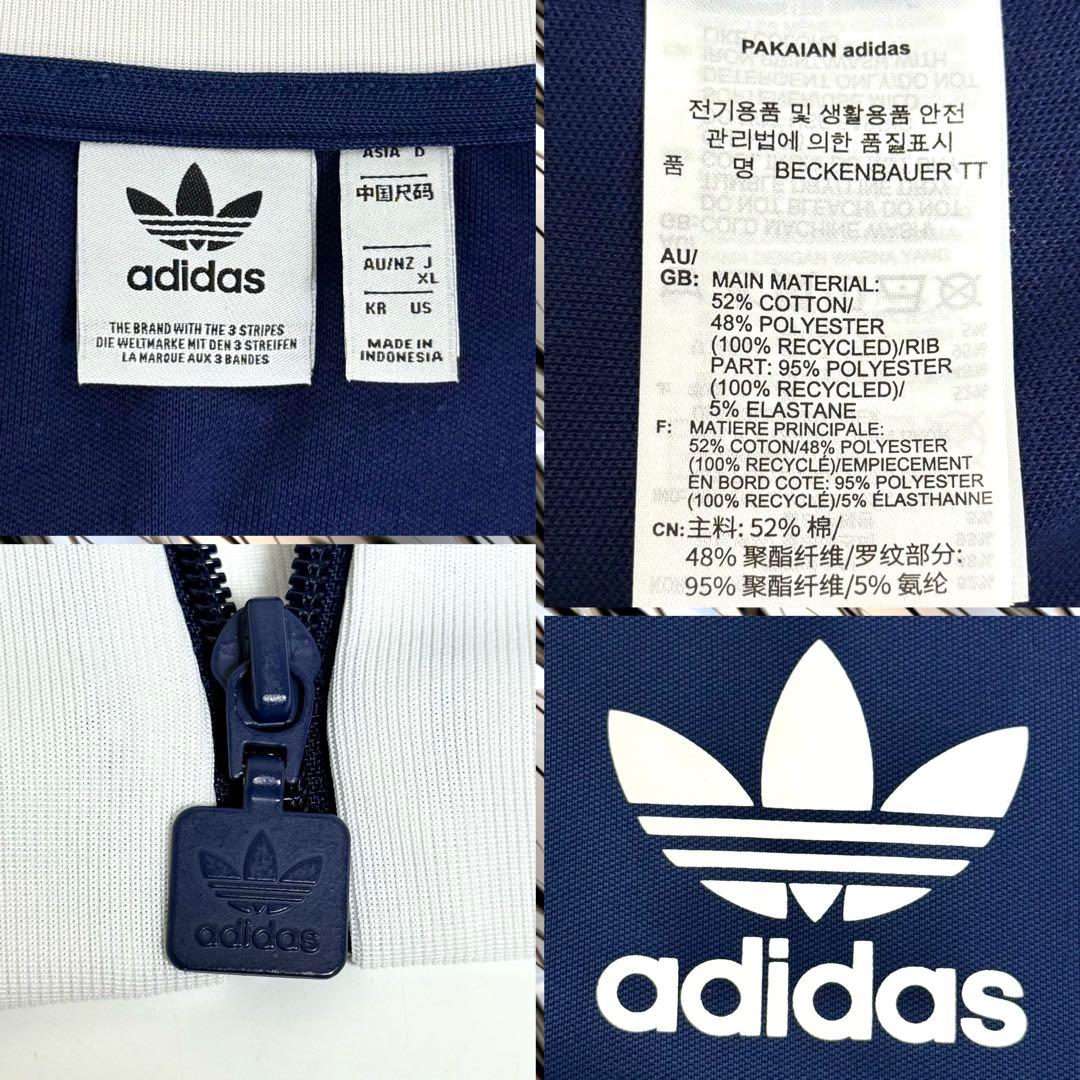 adidas
THE BRAND WITH THE 3 STRIPES
DIE WELTMARKE MIT DEN 3 STREIFEN
LA MARQUE AUX 3 BANDES
ASIA D
中国尺码
AU/NZ J
XL
KR US
MADE IN
INDONESIA
PAKAIAN adidas
전기용품 및 생활용품 안전
관리법에 의한 품질표시
품 명 BECKENBAUER TT
AU/
GB: MAIN MATERIAL:
52% COTTON/
48% POLYESTER
(100% RECYCLED)/RIB
PART: 95% POLYESTER
(100% RECYCLED)/
5% ELASTANE
F: MATIERE PRINCIPALE:
52% COTON/48% POLYESTER
(100% RECYCLÉ)/EMPIECEMENT
EN BORD COTE: 95% POLYESTER
(100% RECYCLÉ)/5% ÉLASTHANNE
CN: 主料: 52% 棉/
48% 聚酯纤维/罗纹部分:
95% 聚酯纤维/5% 氨纶
adidas
adidas